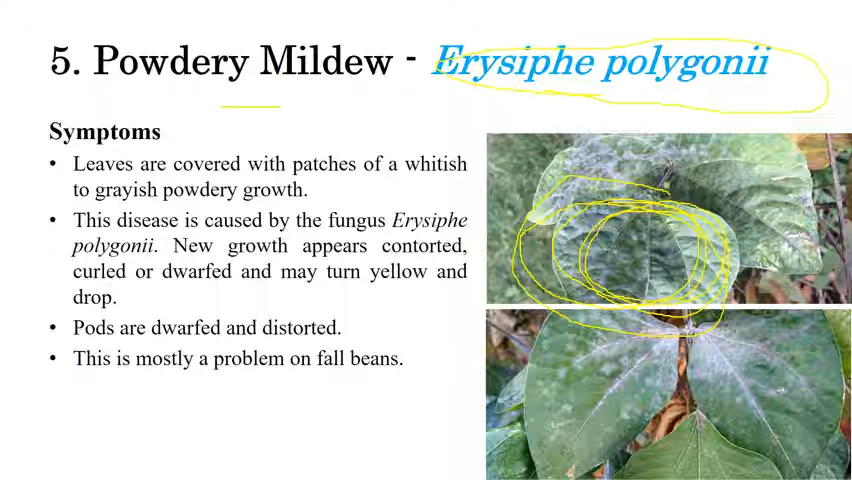 5. Powdery Mildew - Erysiphe polygonii
Symptoms
• Leaves are covered with patches of a whitish
to grayish powdery growth.
• This disease is caused by the fungus Erysiphe
polygonii. New growth appears contorted,
curled or dwarfed and may turn yellow and
drop.
• Pods are dwarfed and distorted.
• This is mostly a problem on fall beans.